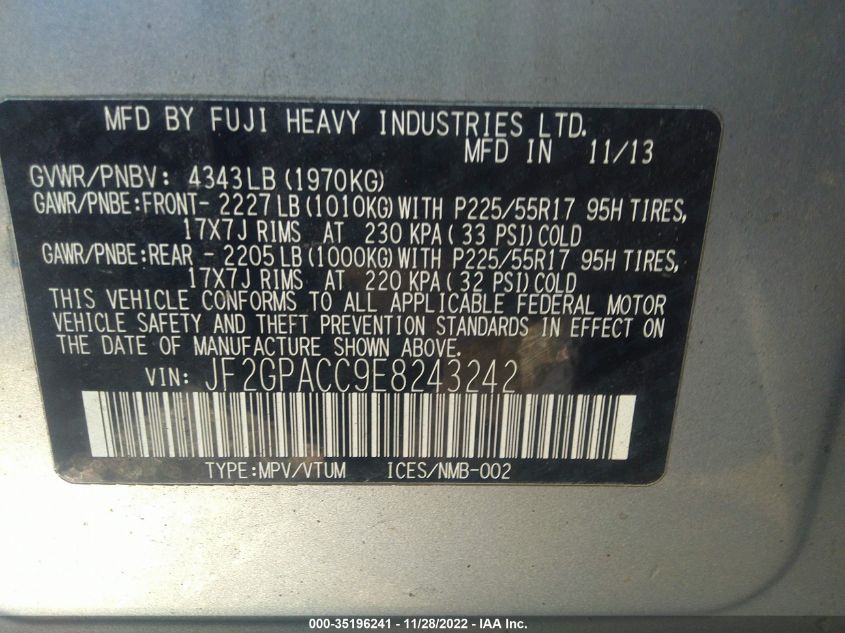 MFD BY FUJI HEAVY INDUSTRIES LTD.
MFD IN 11/13
GVWR/PNBV: 4343LB (1970KG)
GAWR/PNBE:FRONT- 2227 LB (1010KG) WITH P225/55R17 95H TIRES,
17X7J RIMS AT 230 KPA ( 33 PSI) COLD
GAWR/PNBE:REAR - 2205 LB (1000KG) WITH P225/55R17 95H TIRES,
17X7J RIMS AT 220 KPA ( 32 PSI) COLD
THIS VEHICLE CONFORMS TO ALL APPLICABLE FEDERAL MOTOR
VEHICLE SAFETY AND THEFT PREVENTION STANDARDS IN EFFECT ON
THE DATE OF MANUFACTURE SHOWN ABOVE.
VIN: JF2GPACC9E8243242
TYPE:MPV/VTUM ICES/NMB-002
000-35196241 - 11/28/2022 - IAA Inc.